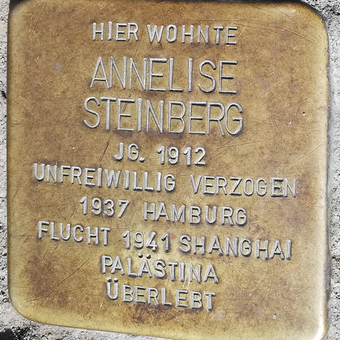 HIER WOHNTE
ANNELISE
STEINBERG
JG. 1912
UNFREIWILLIG VERZOGEN
1937 HAMBURG
FLUCHT 1941 SHANGHAI
PALÄSTINA
ÜBERLEBT